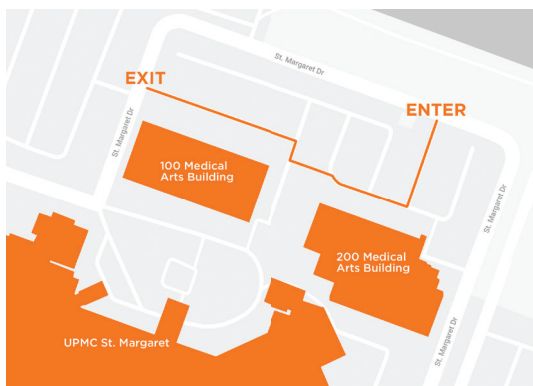 St. Margaret Dr
EXIT
ENTER
St. Margaret Dr
100 Medical
Arts Building
St. Margaret Dr
200 Medical
Arts Building
St. Margaret Dr
UPMC St. Margaret